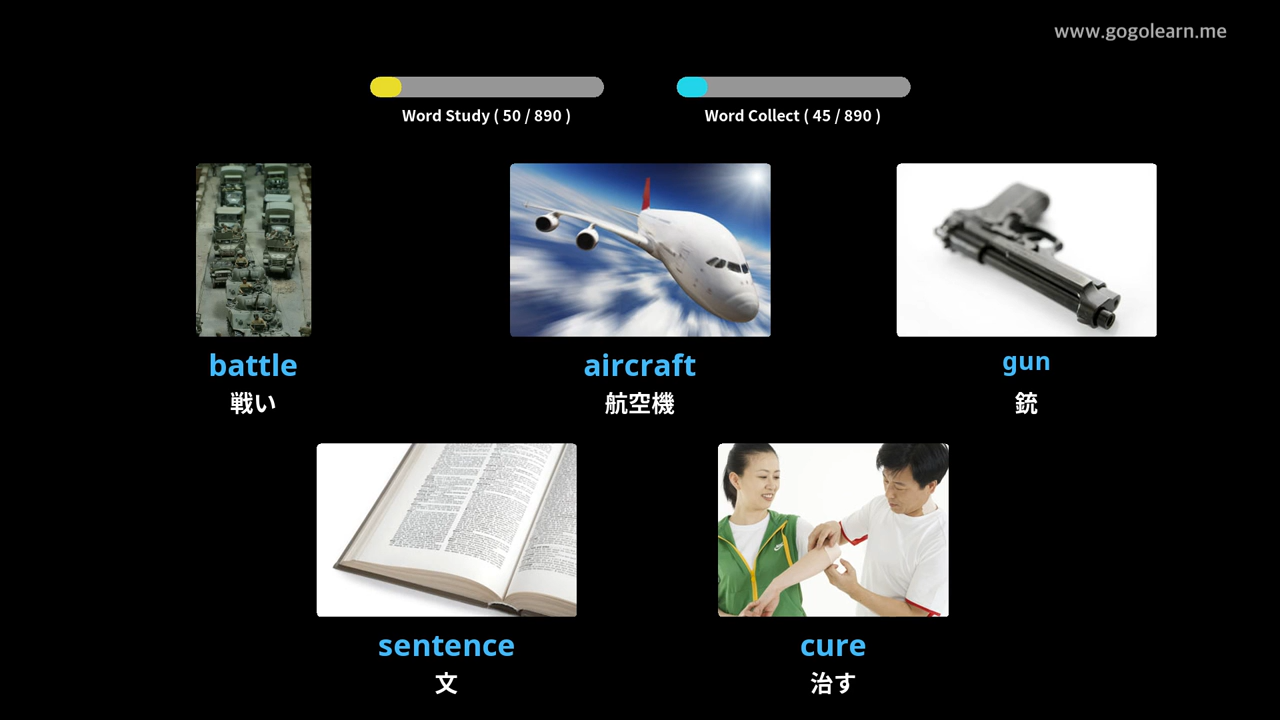 www.gogolearn.me
Word Study ( 50 / 890 )
Word Collect ( 45 / 890 )
battle
戦い
aircraft
航空機
gun
銃
sentence
文
cure
治す